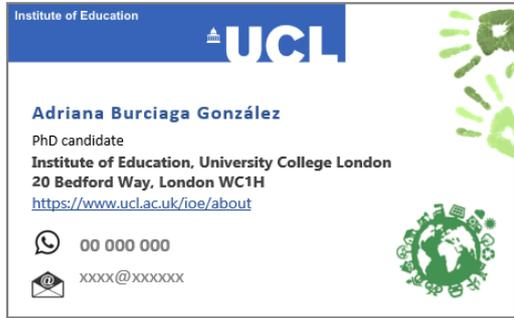 Institute of Education
UCL
Adriana Burciaga González
PhD candidate
Institute of Education, University College London
20 Bedford Way, London WC1H
https://www.ucl.ac.uk/ioe/about
00 000 000
xxxx@xxxxxx